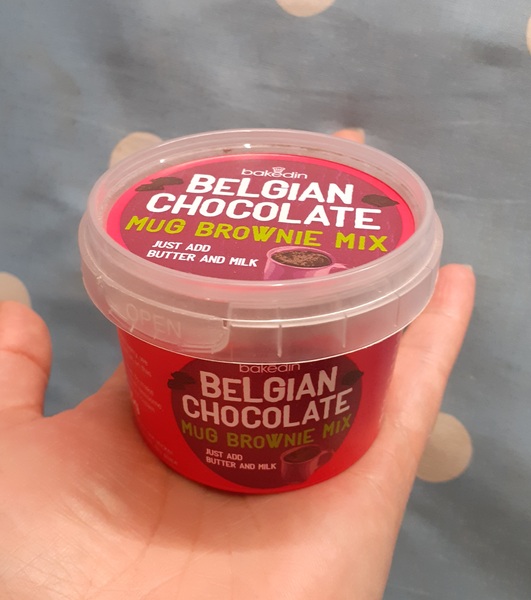 bakedin
BELGIAN
CHOCOLATE
MUG BROWNIE MIX
JUST ADD
BUTTER AND MILK
OPEN
bakedin
BELGIAN
CHOCOLATE
MUG BROWNIE MIX
JUST ADD
BUTTER AND MILK